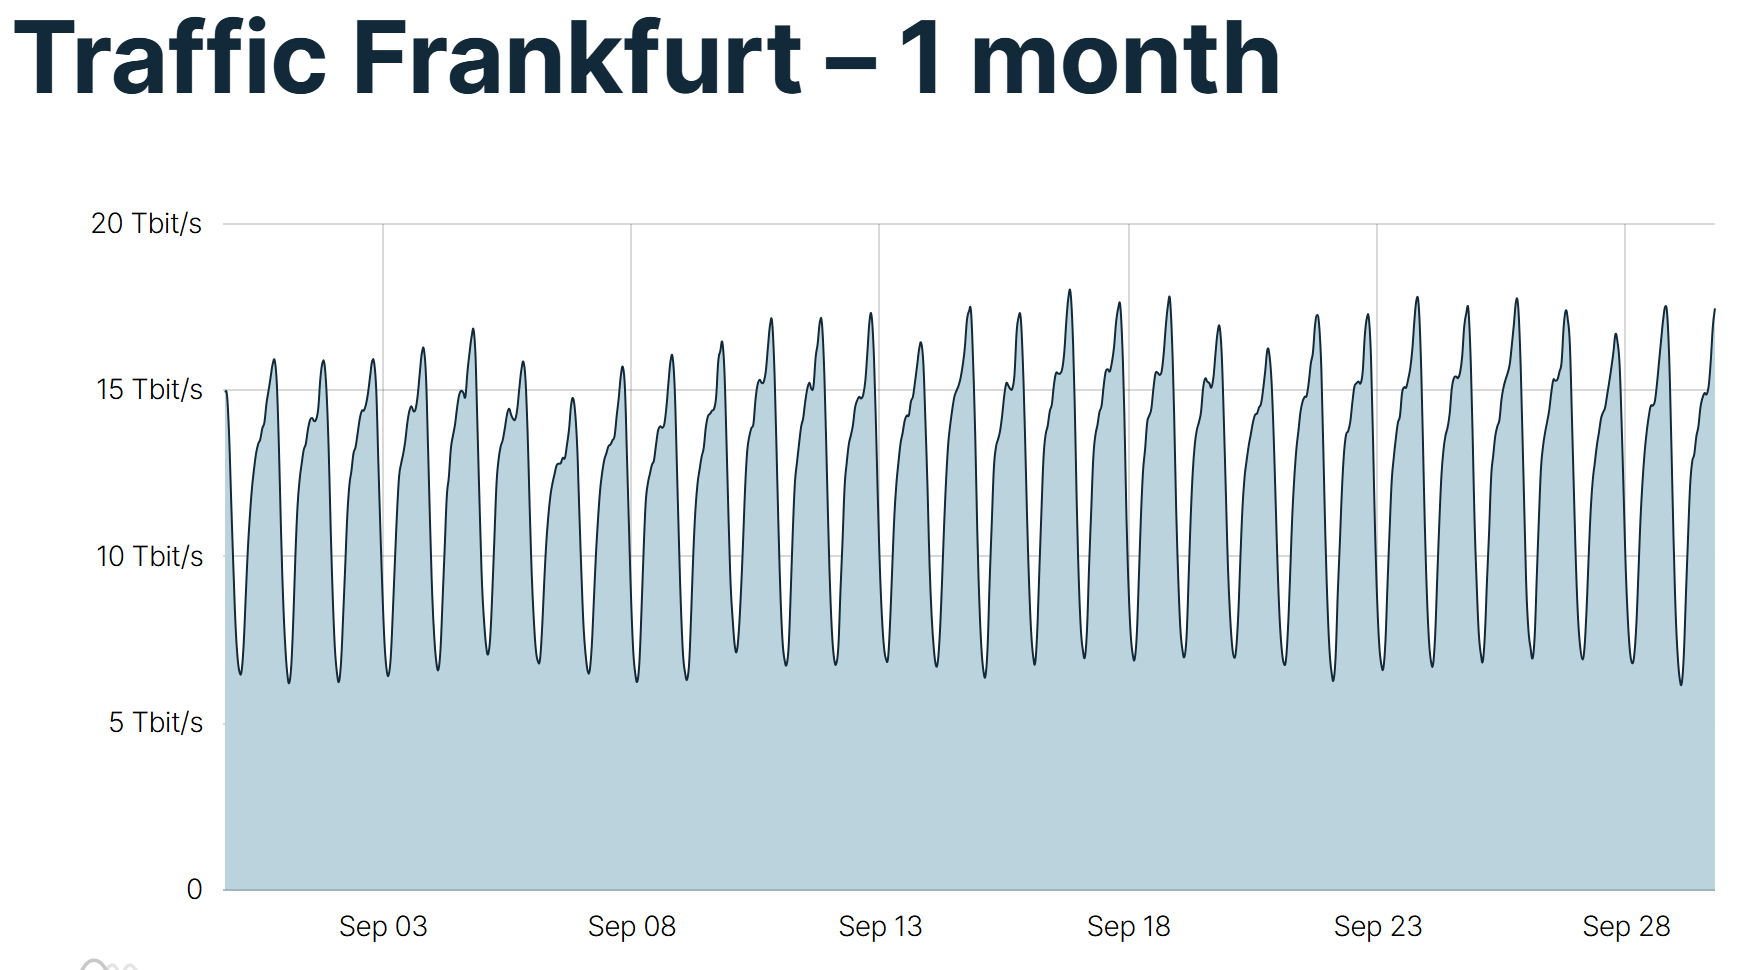 Traffic Frankfurt – 1 month
20 Tbit/s
15 Tbit/s
10 Tbit/s
5 Tbit/s
0
Sep 03 Sep 08 Sep 13 Sep 18 Sep 23 Sep 28